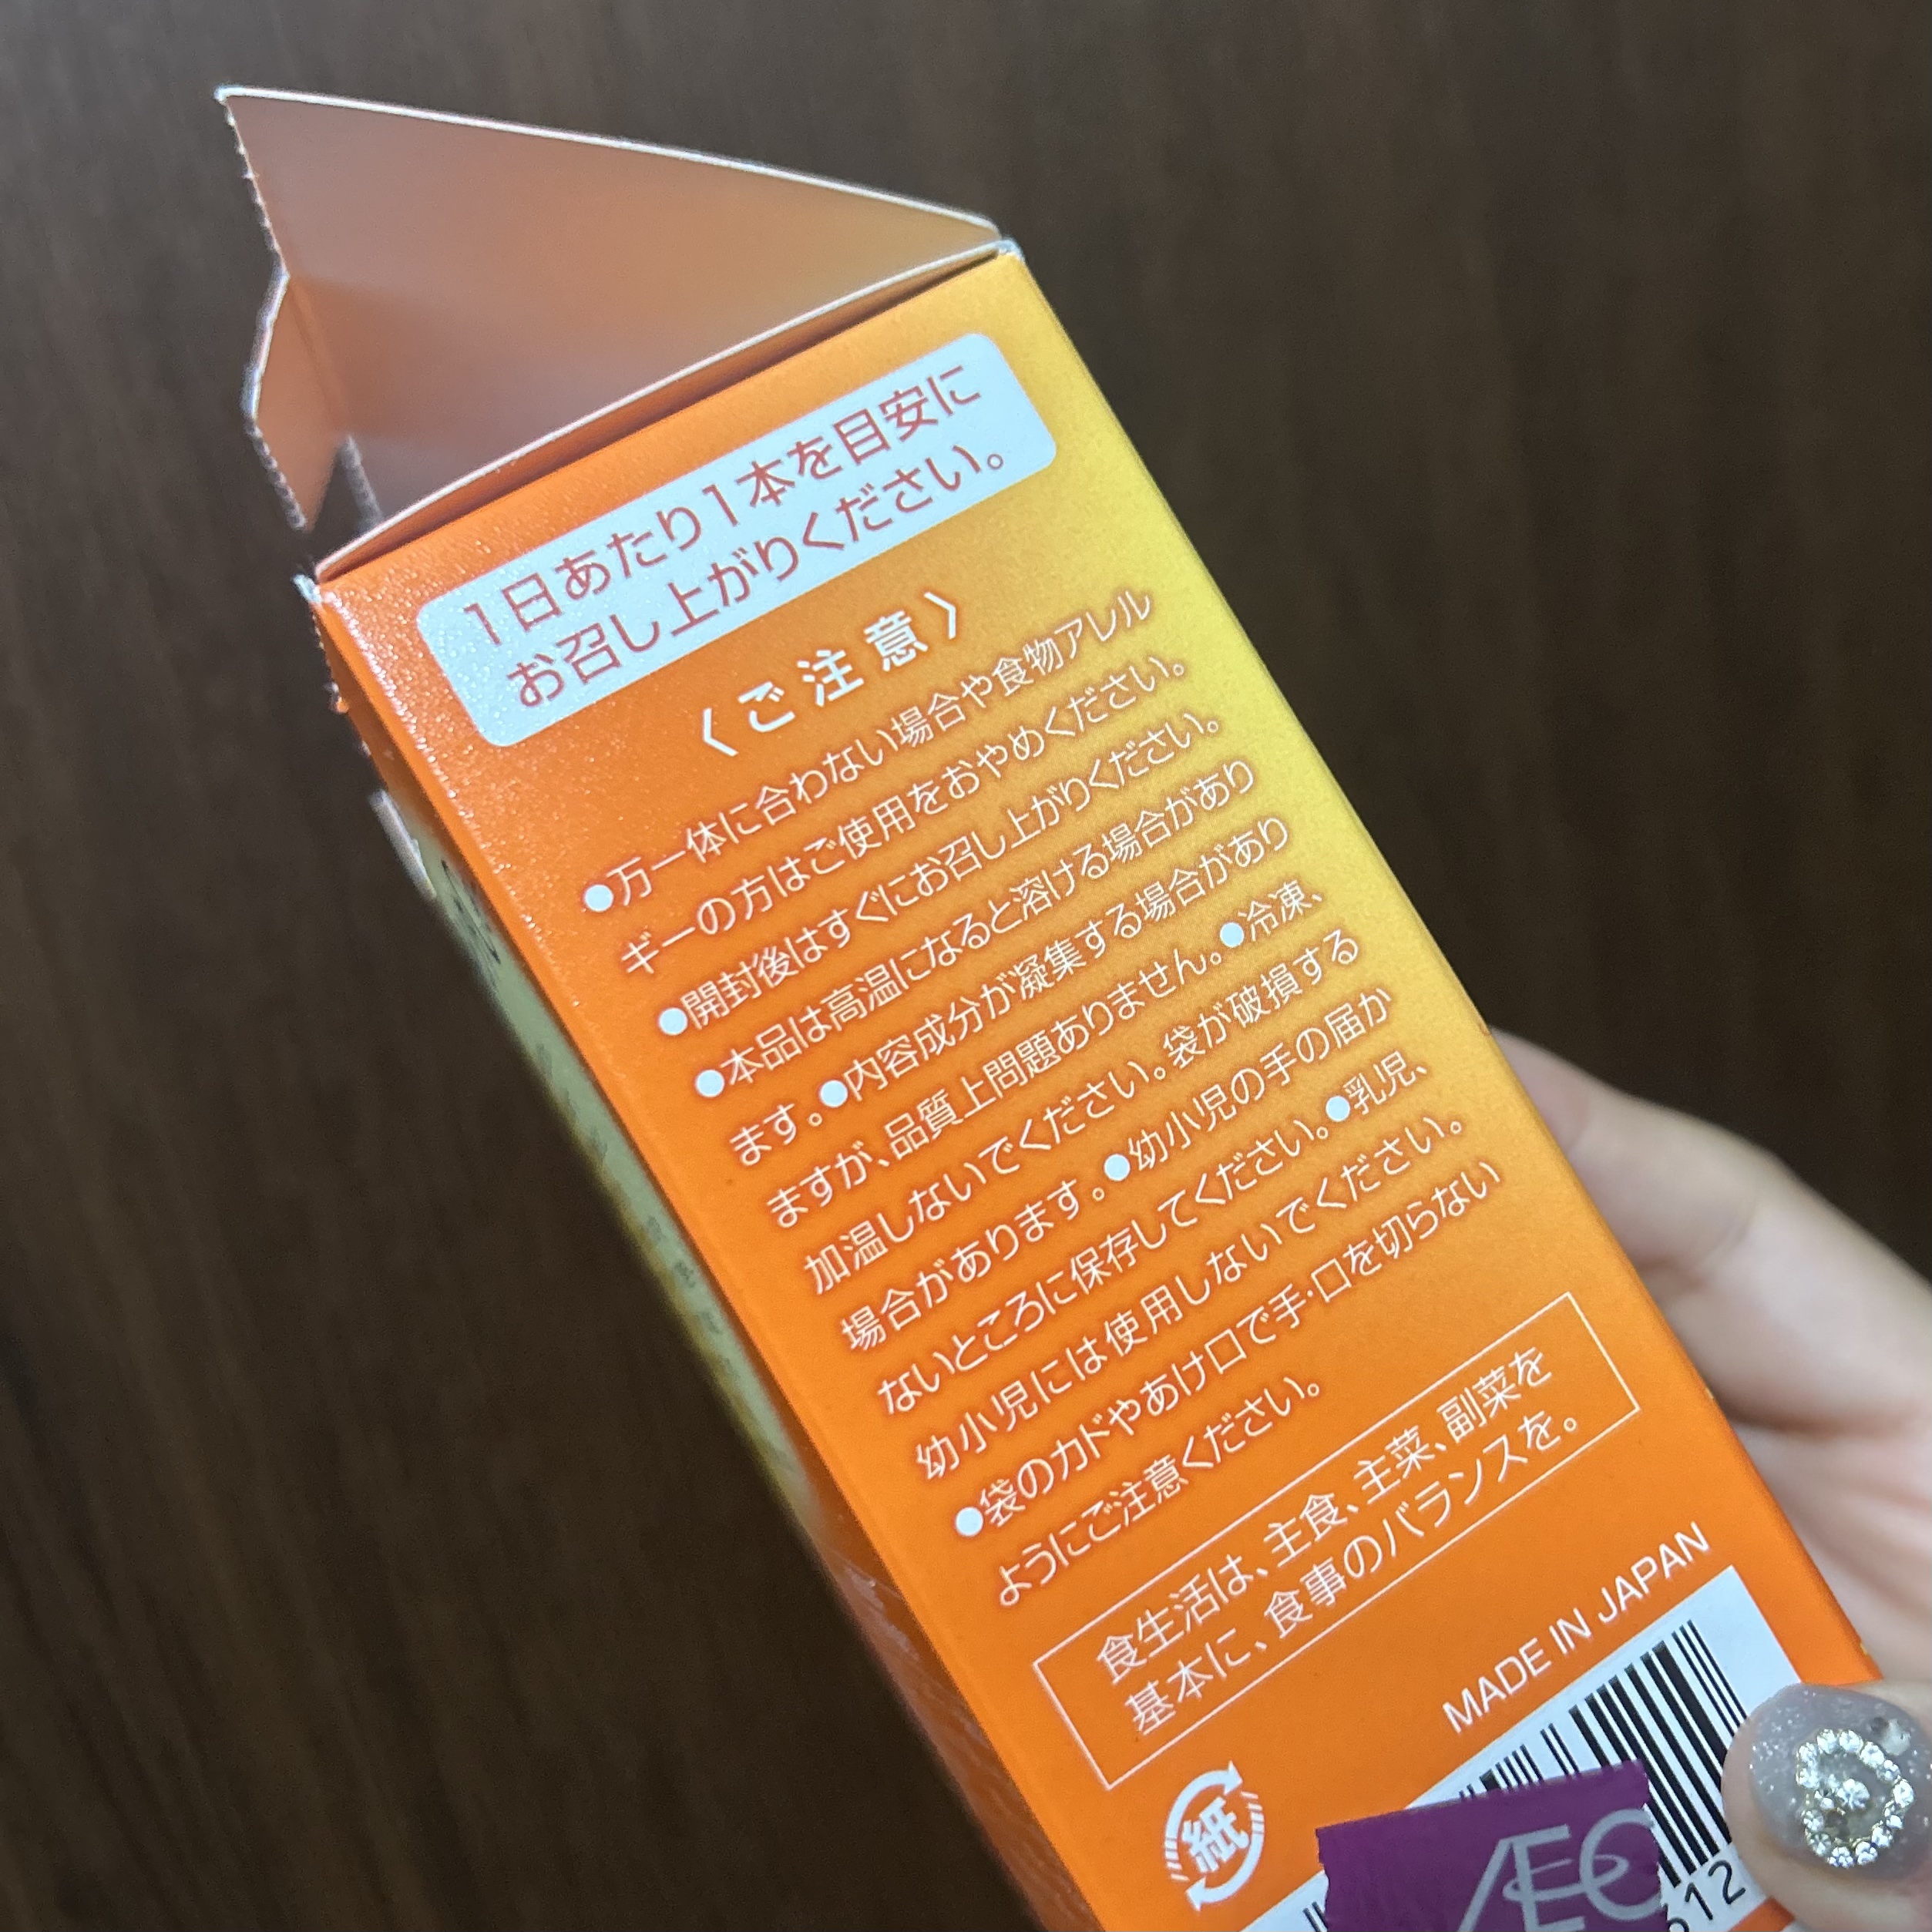 1日あたり1本を目安に
お召し上がりください。
〈ご注意〉
●万一体に合わない場合や食物アレル
ギーの方はご使用をおやめください。
●開封後はすぐにお召し上がりください。
●本品は高温になると溶ける場合があり
ます。●内容成分が凝集する場合があり
ますが、品質上問題ありません。●冷凍、
加温しないでください。袋が破損する
場合があります。●幼小児の手の届か
ないところに保存してください。●乳児、
幼小児には使用しないでください。
●袋のカドやあけ口で手・口を切らない
ようにご注意ください。
食生活は、主食、主菜、副菜を
基本に、食事のバランスを。
MADE IN JAPAN
紙
ÆO
612